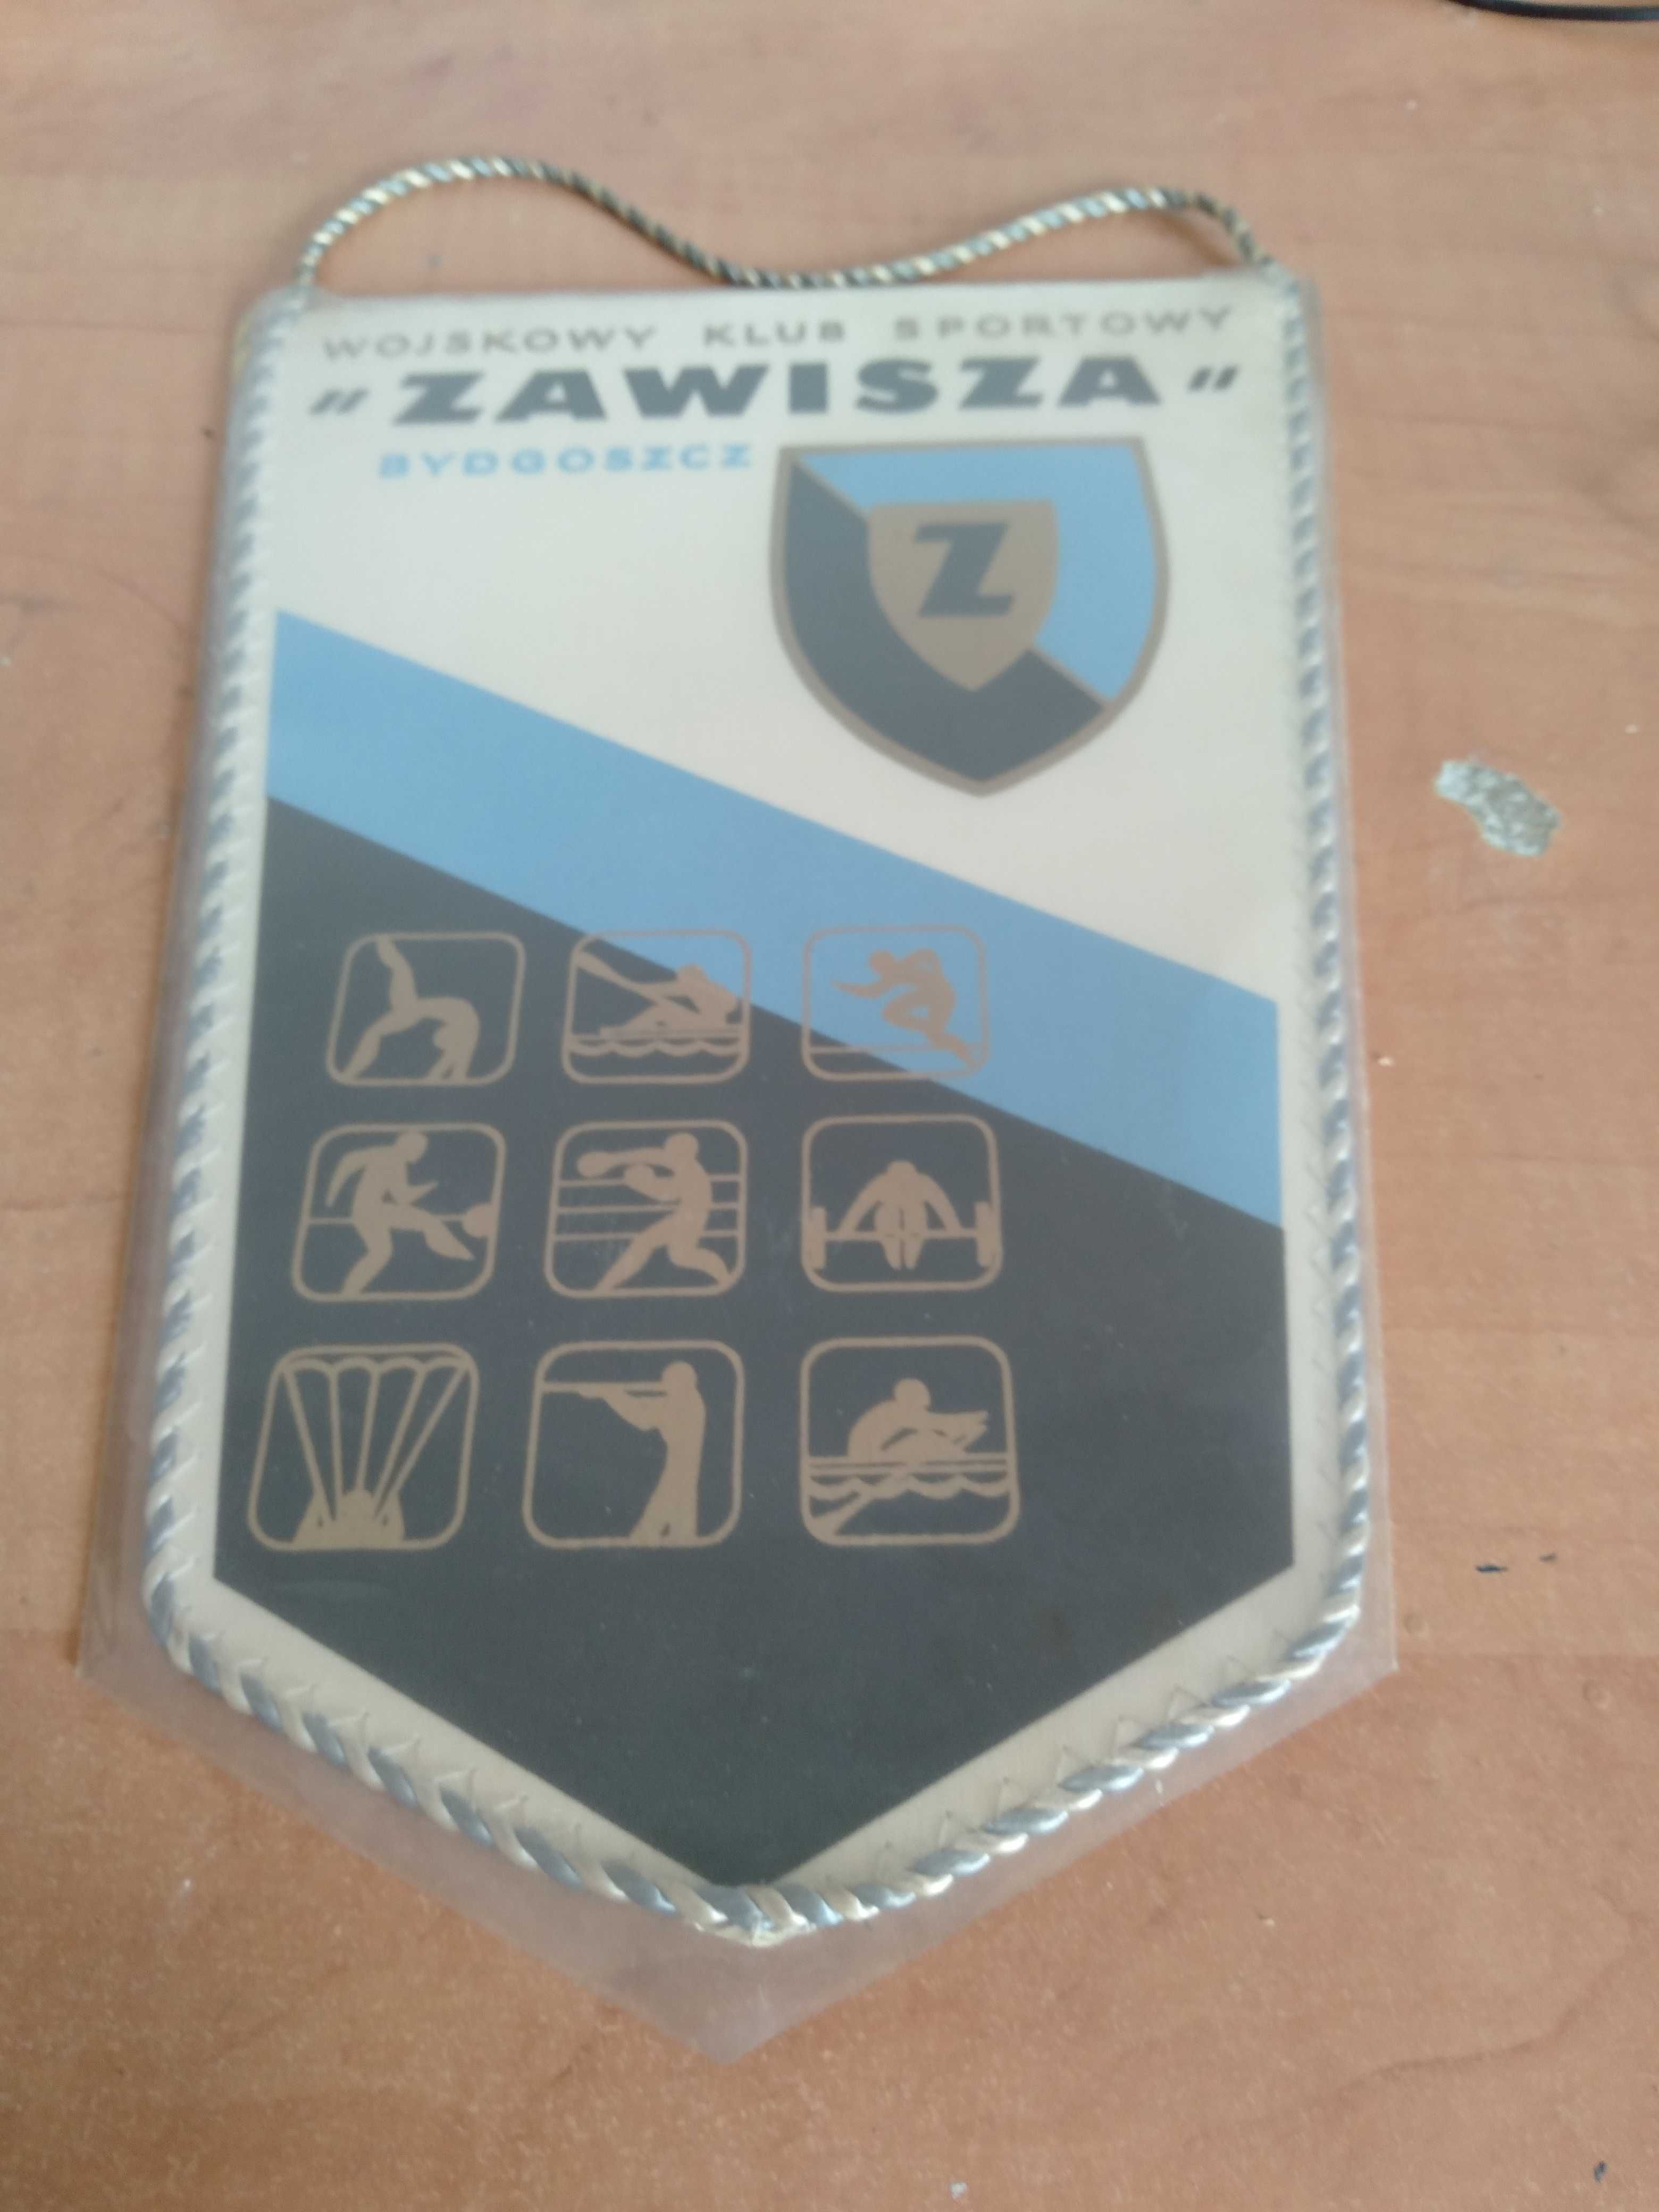 WOJSKOWY KLUB SPORTOWY
"ZAWISZA"
BYDGOSZCZ
Z